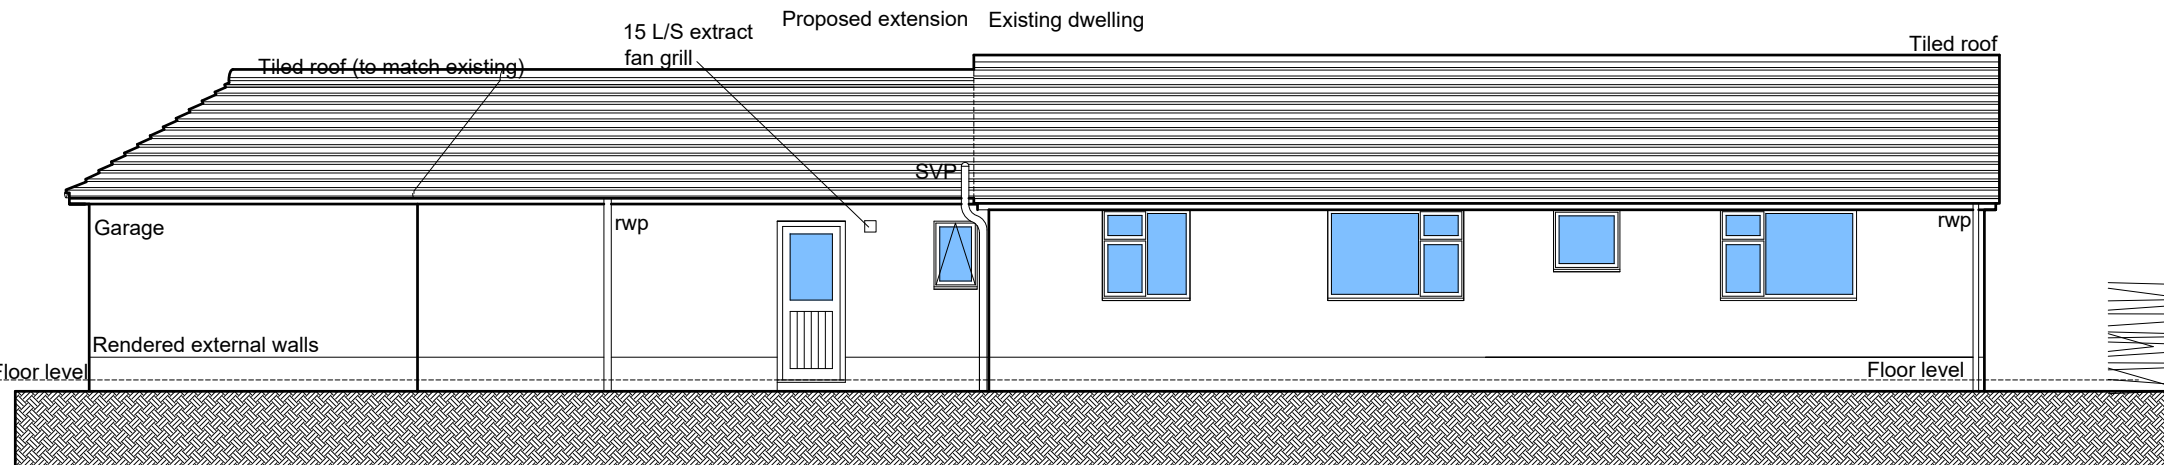 Proposed extension
Existing dwelling
15 L/S extract
fan grill
Tiled roof
Tiled roof (to match existing)
SVP
rwp
rwp
Garage
Rendered external walls
Floor level
Floor level